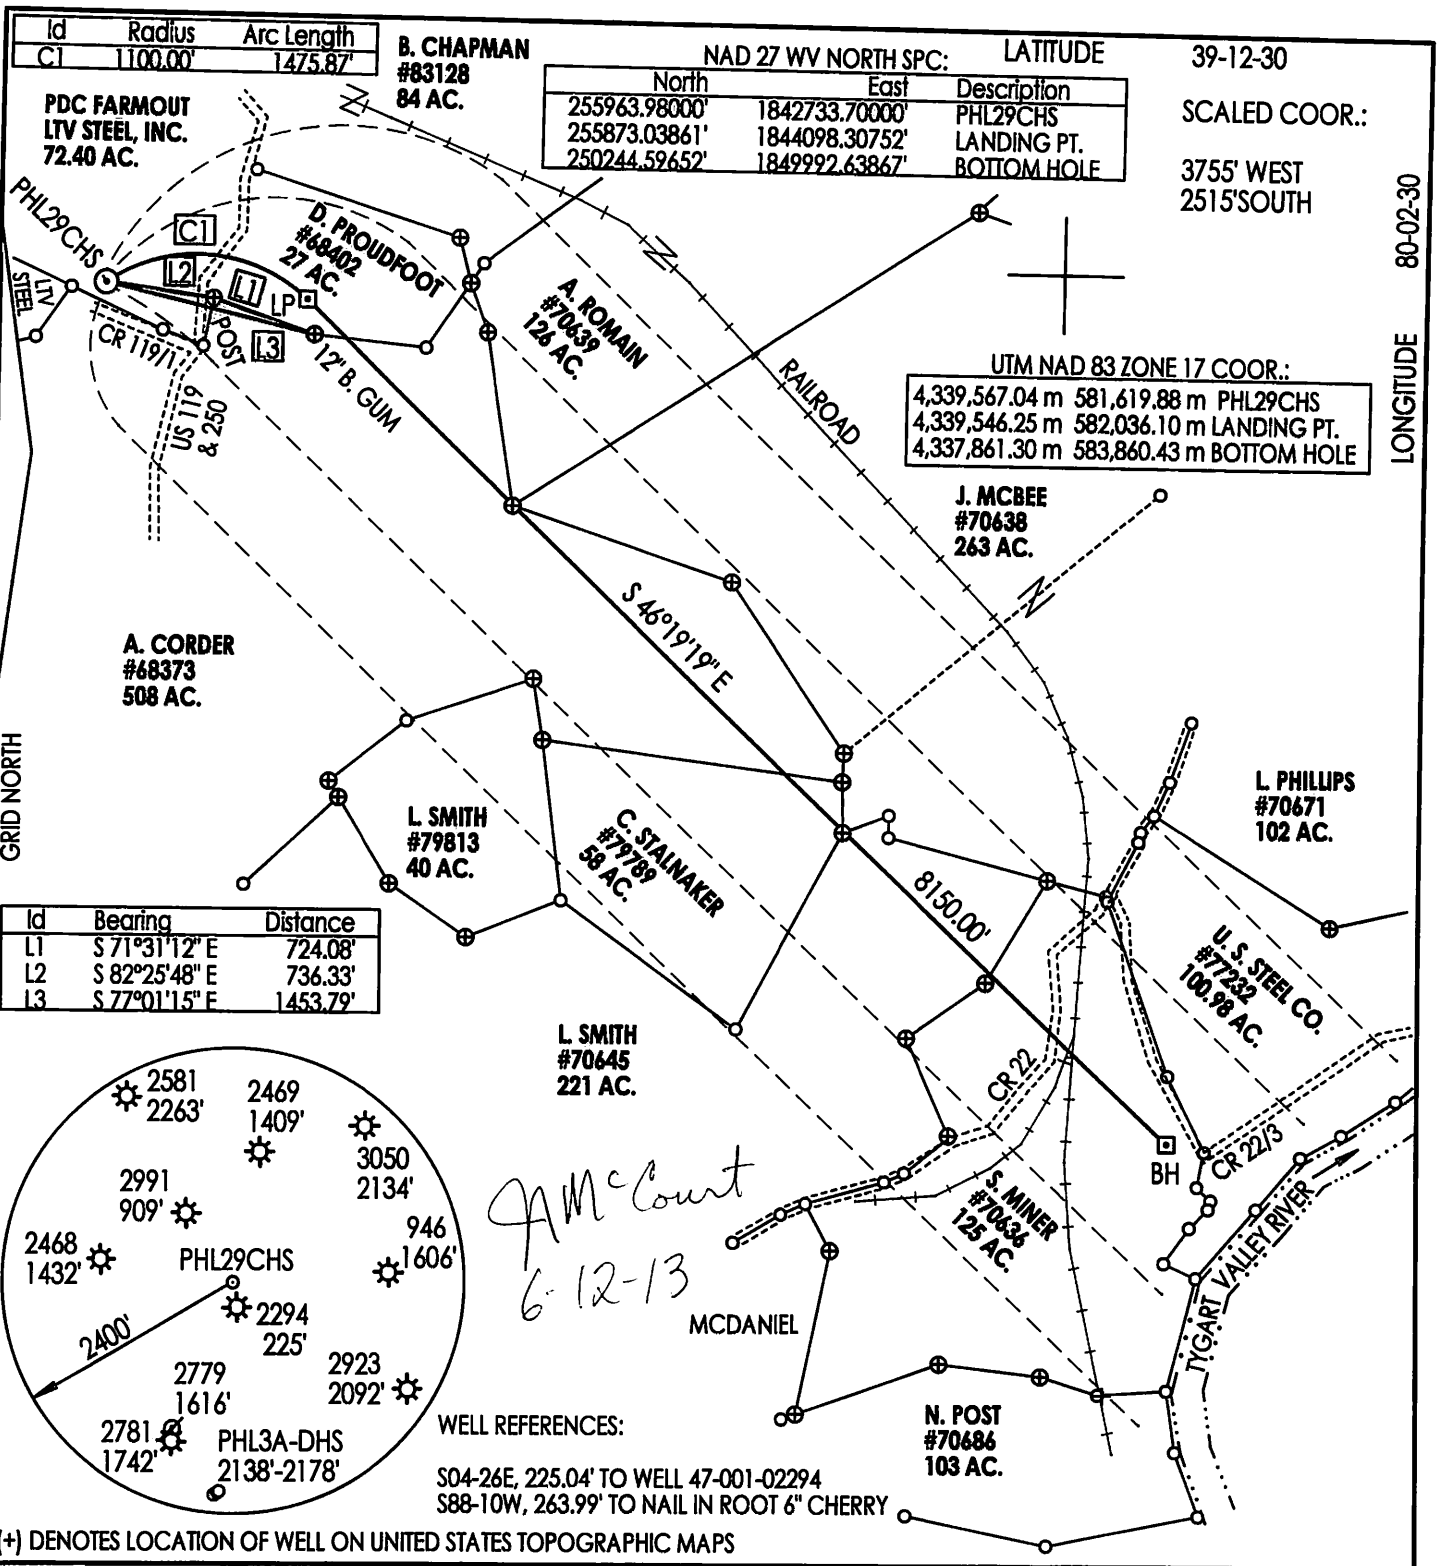 Id Radius Arc Length
C1 1100.00' 1475.87'
B. CHAPMAN
#83128
84 AC.
NAD 27 WV NORTH SPC:
North East Description
255963.98000' 1842733.70000' PHL29CHS
255873.03861' 1844098.30752' LANDING PT.
250244.59652' 1849992.63867' BOTTOM HOLE
LATITUDE 39-12-30
SCALED COOR.:
3755' WEST
2515'SOUTH
LONGITUDE 80-02-30
PDC FARMOUT
LTV STEEL, INC.
72.40 AC.
PHL29CHS
C1
L2
L1
LP
L3
D. PROUDFOOT
#68402
27 AC.
LTV
STEEL
CR 119/1
POST
12" B. GUM
US 119
& 250
A. ROMAIN
#70639
126 AC.
RAILROAD
UTM NAD 83 ZONE 17 COOR.:
4,339,567.04 m 581,619.88 m PHL29CHS
4,339,546.25 m 582,036.10 m LANDING PT.
4,337,861.30 m 583,860.43 m BOTTOM HOLE
J. MCBEE
#70638
263 AC.
S 46°19'19" E
A. CORDER
#68373
508 AC.
GRID NORTH
L. SMITH
#79813
40 AC.
C. STALNAKER
#79789
58 AC.
L. PHILLIPS
#70671
102 AC.
8150.00'
U. S. STEEL CO.
#77232
100.98 AC.
Id Bearing Distance
L1 S 71°31'12" E 724.08'
L2 S 82°25'48" E 736.33'
L3 S 77°01'15" E 1453.79'
L. SMITH
#70645
221 AC.
CR 22
BH
CR 22/3
S. MINER
#70636
125 AC.
TYGART VALLEY RIVER
2581
2263'
2469
1409'
3050
2134'
2991
909'
946
1606'
2468
1432'
PHL29CHS
2294
225'
2400'
2779
1616'
2923
2092'
2781
1742'
PHL3A-DHS
2138'-2178'
JAMcCourt
6-12-13
MCDANIEL
N. POST
#70686
103 AC.
WELL REFERENCES:
S04-26E, 225.04' TO WELL 47-001-02294
S88-10W, 263.99' TO NAIL IN ROOT 6" CHERRY
(+) DENOTES LOCATION OF WELL ON UNITED STATES TOPOGRAPHIC MAPS